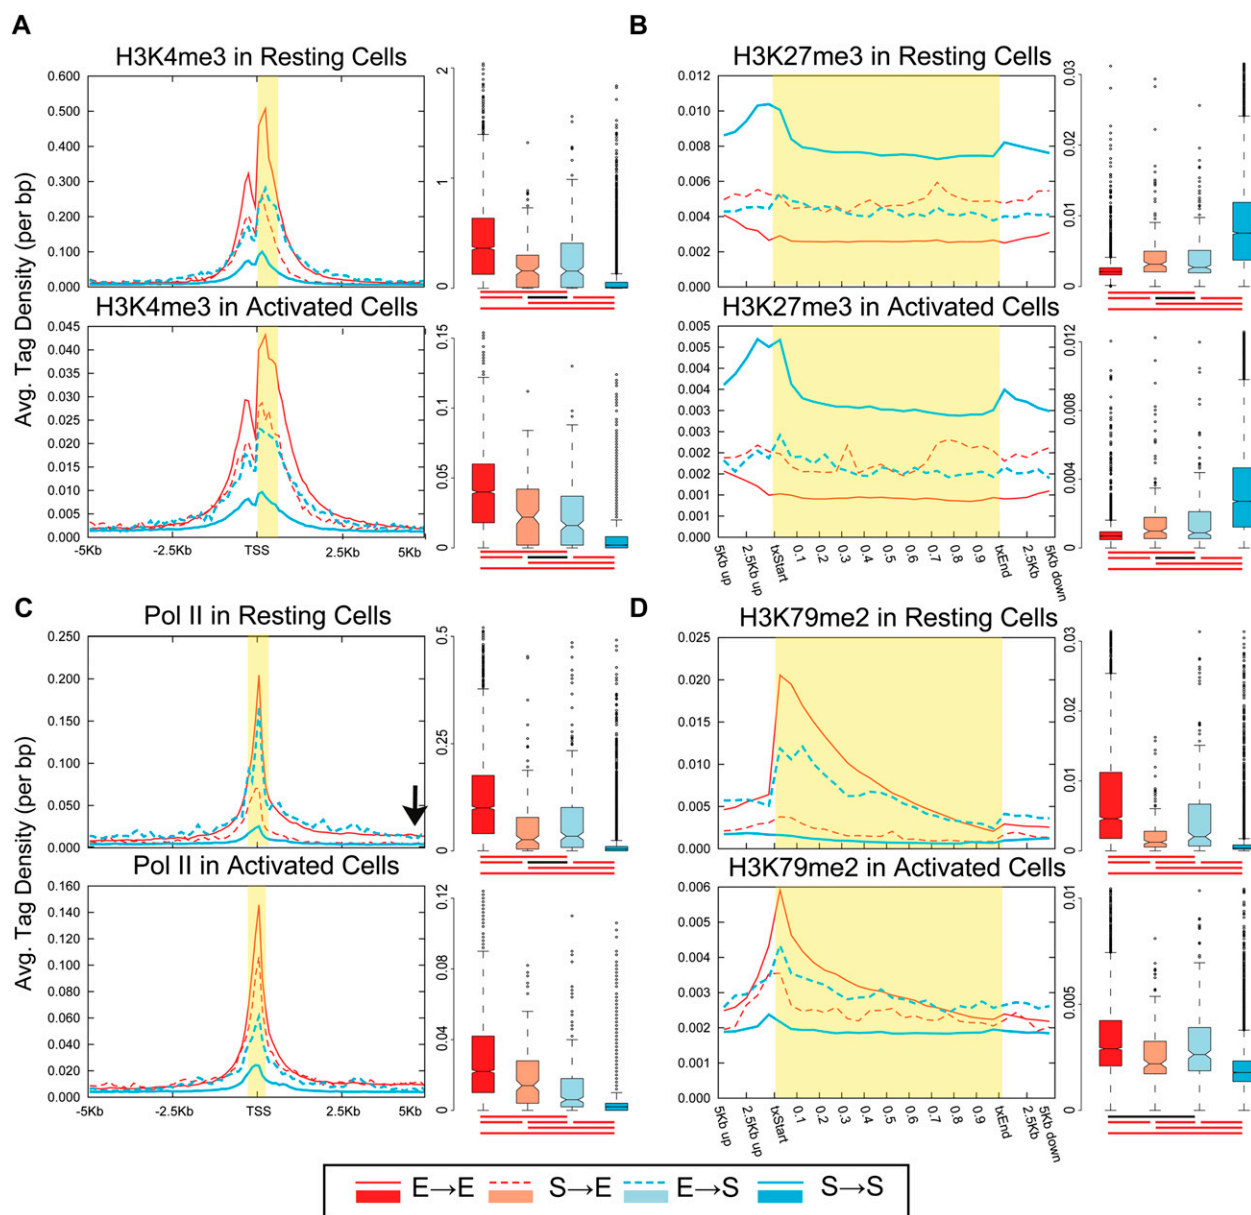 A
H3K4me3 in Resting Cells
0.600
0.500
0.400
0.300
0.200
0.100
0.000
2
1
0
H3K4me3 in Activated Cells
0.045
0.040
0.035
0.030
0.025
0.020
0.015
0.010
0.005
0.000
-5Kb
-2.5Kb
TSS
2.5Kb
5Kb
0.15
0.1
0.05
0
Avg. Tag Density (per bp)
B
H3K27me3 in Resting Cells
0.012
0.010
0.008
0.006
0.004
0.002
0.000
0.03
0.02
0.01
0
H3K27me3 in Activated Cells
0.005
0.005
0.004
0.003
0.003
0.002
0.002
0.001
0.001
0.000
5Kb up
2.5Kb up
txStart
0.1
0.2
0.3
0.4
0.5
0.6
0.7
0.8
0.9
txEnd
2.5Kb
5Kb down
0.012
0.008
0.004
0
C
Pol II in Resting Cells
0.250
0.200
0.150
0.100
0.050
0.000
0.5
0.25
0
Pol II in Activated Cells
0.160
0.140
0.120
0.100
0.080
0.060
0.040
0.020
0.000
-5Kb
-2.5Kb
TSS
2.5Kb
5Kb
0.12
0.08
0.04
0
Avg. Tag Density (per bp)
D
H3K79me2 in Resting Cells
0.025
0.020
0.015
0.010
0.005
0.000
0.03
0.02
0.01
0
H3K79me2 in Activated Cells
0.006
0.005
0.004
0.003
0.002
0.001
0.000
5Kb up
2.5Kb up
txStart
0.1
0.2
0.3
0.4
0.5
0.6
0.7
0.8
0.9
txEnd
2.5Kb
5Kb down
0.01
0.005
0
E→E S→E E→S S→S